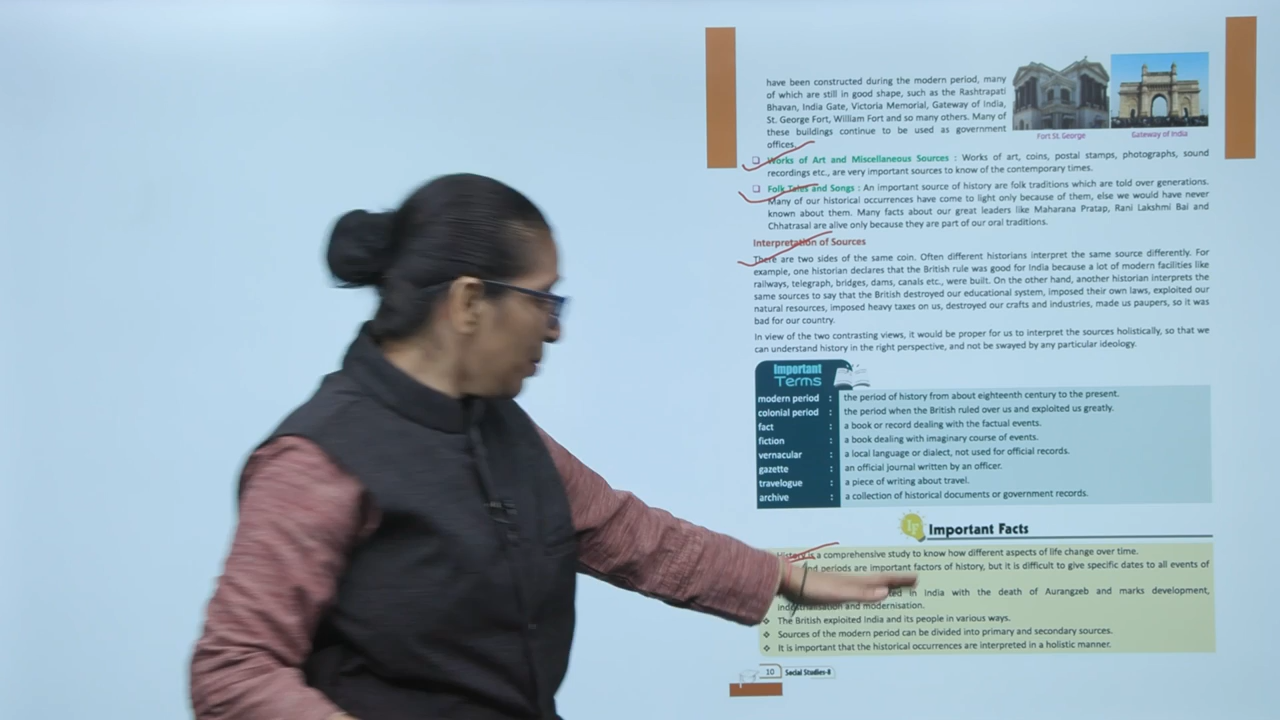 have been constructed during the modern period, many
of which are still in good shape, such as the Rashtrapati
Bhavan, India Gate, Victoria Memorial, Gateway of India,
St. George Fort, William Fort and so many others. Many of
these buildings continue to be used as government
offices.
Fort St. George
Gateway of India
❑ Works of Art and Miscellaneous Sources : Works of art, coins, postal stamps, photographs, sound
recordings etc., are very important sources to know of the contemporary times.
❑ Folk Tales and Songs : An important source of history are folk traditions which are told over generations.
Many of our historical occurrences have come to light only because of them, else we would have never
known about them. Many facts about our great leaders like Maharana Pratap, Rani Lakshmi Bai and
Chhatrasal are alive only because they are part of our oral traditions.
Interpretation of Sources
There are two sides of the same coin. Often different historians interpret the same source differently. For
example, one historian declares that the British rule was good for India because a lot of modern facilities like
railways, telegraph, bridges, dams, canals etc., were built. On the other hand, another historian interprets the
same sources to say that the British destroyed our educational system, imposed their own laws, exploited our
natural resources, imposed heavy taxes on us, destroyed our crafts and industries, made us paupers, so it was
bad for our country.
In view of the two contrasting views, it would be proper for us to interpret the sources holistically, so that we
can understand history in the right perspective, and not be swayed by any particular ideology.
Important
Terms
modern period : the period of history from about eighteenth century to the present.
colonial period : the period when the British ruled over us and exploited us greatly.
fact : a book or record dealing with the factual events.
fiction : a book dealing with imaginary course of events.
vernacular : a local language or dialect, not used for official records.
gazette : an official journal written by an officer.
travelogue : a piece of writing about travel.
archive : a collection of historical documents or government records.
IF Important Facts
History is a comprehensive study to know how different aspects of life change over time.
periods are important factors of history, but it is difficult to give specific dates to all events of
in India with the death of Aurangzeb and marks development,
industrialisation and modernisation.
❖ The British exploited India and its people in various ways.
❖ Sources of the modern period can be divided into primary and secondary sources.
❖ It is important that the historical occurrences are interpreted in a holistic manner.
10 Social Studies-8